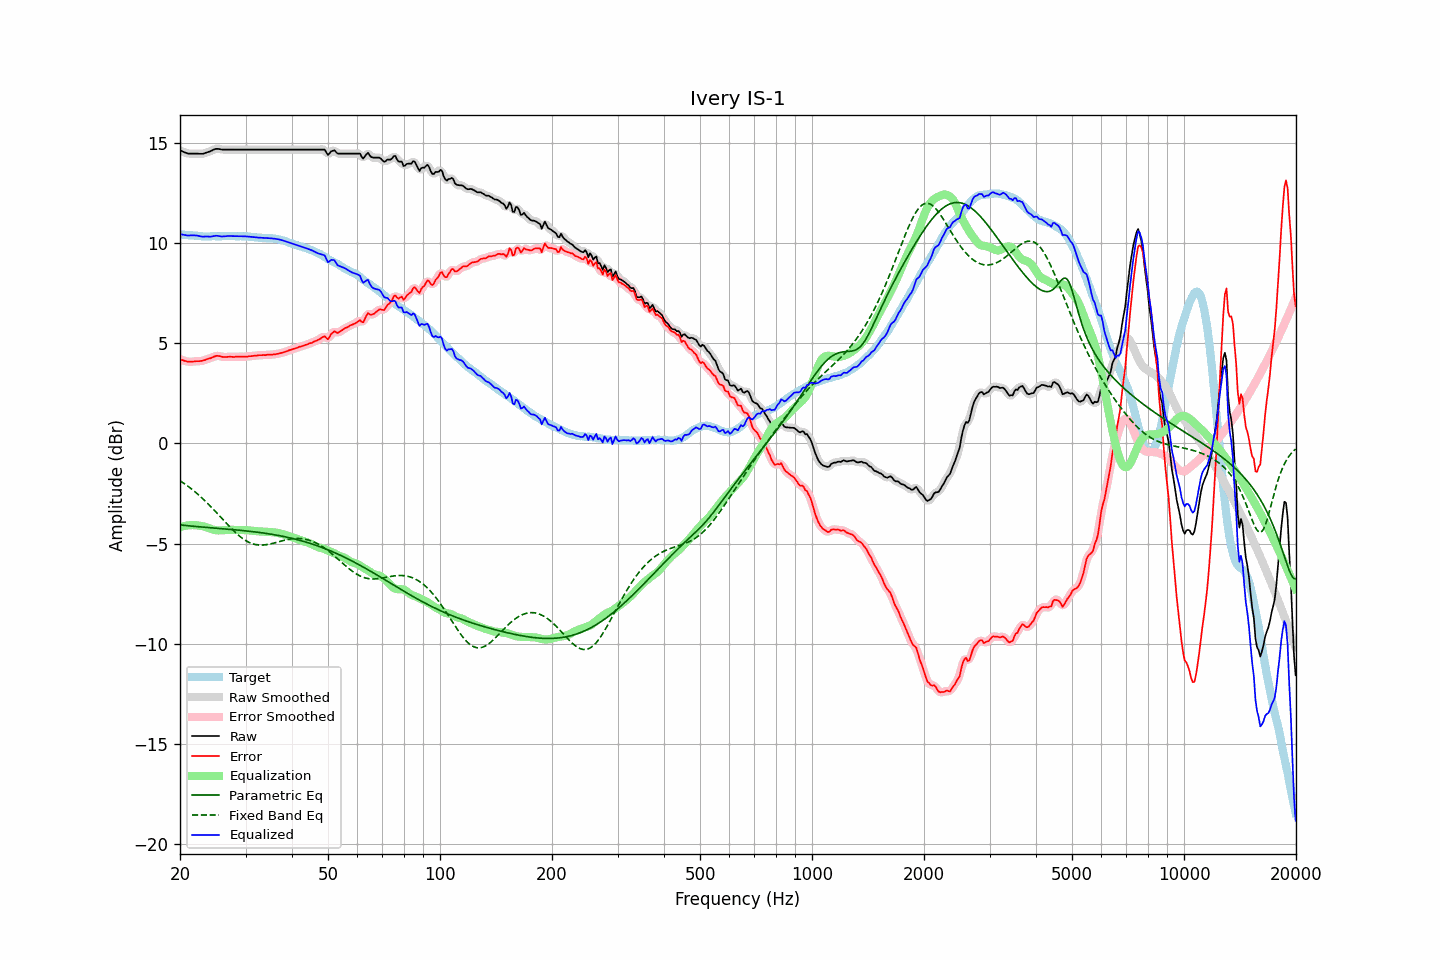 Ivery IS-1
Amplitude (dBr)
15
10
5
0
−5
−10
−15
−20
Target
Raw Smoothed
Error Smoothed
Raw
Error
Equalization
Parametric Eq
Fixed Band Eq
Equalized
20
50
100
200
500
1000
2000
5000
10000
20000
Frequency (Hz)